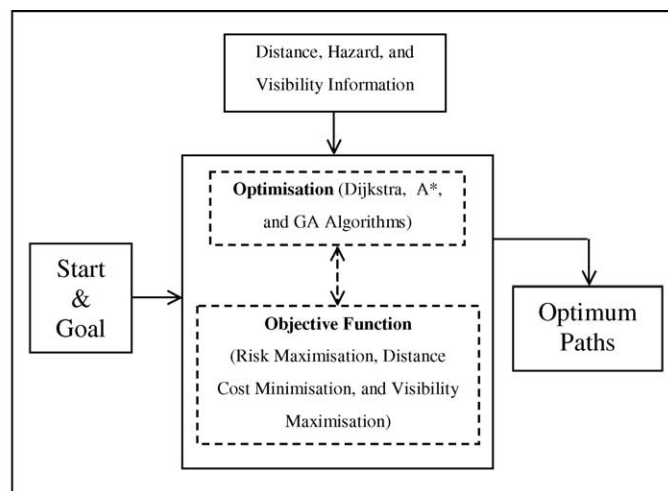 Distance, Hazard, and
Visibility Information
Optimisation (Dijkstra, A*,
and GA Algorithms)
Start
&
Goal
Objective Function
(Risk Maximisation, Distance
Cost Minimisation, and Visibility
Maximisation)
Optimum
Paths